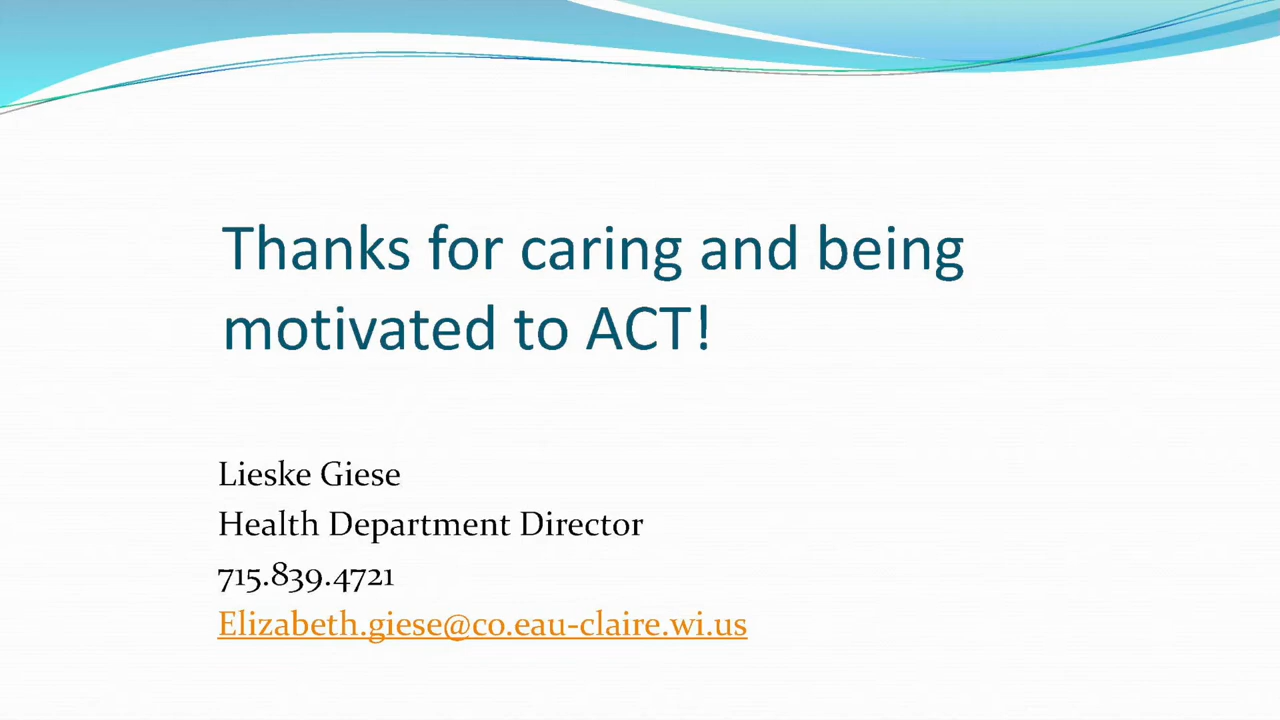 Thanks for caring and being
motivated to ACT!
Lieske Giese
Health Department Director
715.839.4721
Elizabeth.giese@co.eau-claire.wi.us